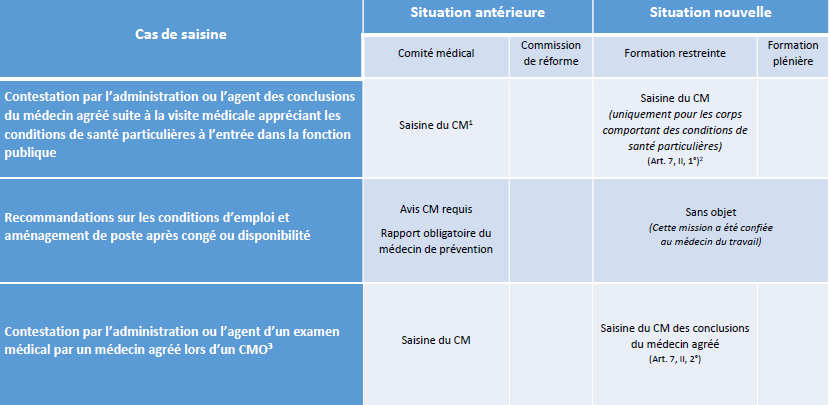 Cas de saisine
Situation antérieure
Situation nouvelle
Comité médical
Commission
de réforme
Formation restreinte
Formation
plénière
Contestation par l’administration ou l’agent des conclusions
du médecin agréé suite à la visite médicale appréciant les
conditions de santé particulières à l’entrée dans la fonction
publique
Saisine du CM¹
Saisine du CM
(uniquement pour les corps
comportant des conditions de
santé particulières)
(Art. 7, II, 1°)²
Recommandations sur les conditions d’emploi et
aménagement de poste après congé ou disponibilité
Avis CM requis
Rapport obligatoire du
médecin de prévention
Sans objet
(Cette mission a été confiée
au médecin du travail)
Contestation par l’administration ou l’agent d’un examen
médical par un médecin agréé lors d’un CMO³
Saisine du CM
Saisine du CM des conclusions
du médecin agréé
(Art. 7, II, 2°)